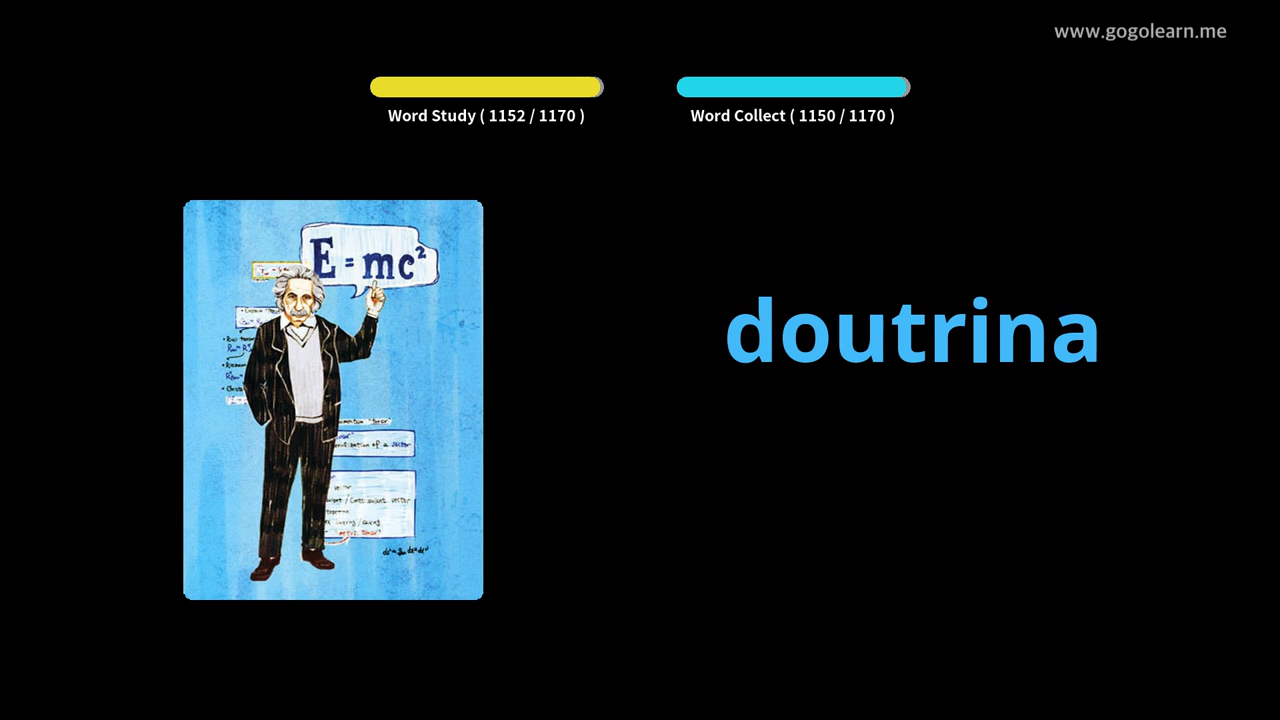 www.gogolearn.me
Word Study ( 1152 / 1170 )
Word Collect ( 1150 / 1170 )
E = mc²
doutrina